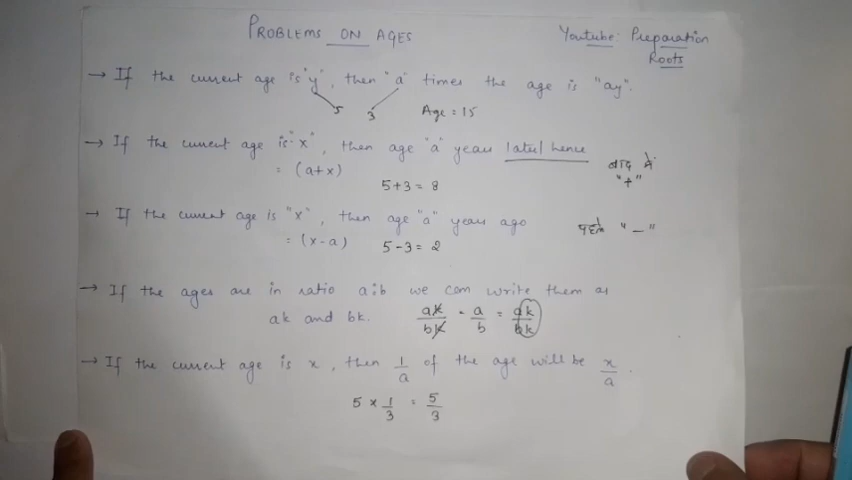 PROBLEMS ON AGES
Youtube: Preparation
Roots
→ If the current age is "y", then "a" times the age is "ay".
5 3 Age = 15
→ If the current age is "x", then age "a" years later/hence
= (a+x)
5+3 = 8
बाद में
"+"
→ If the current age is "x", then age "a" years ago
= (x-a) 5-3 = 2
पहले "-"
→ If the ages are in ratio a:b we can write them as
ak and bk. ak/bk = a/b = ak/bk
→ If the current age is x, then 1/a of the age will be x/a.
5 × 1/3 = 5/3